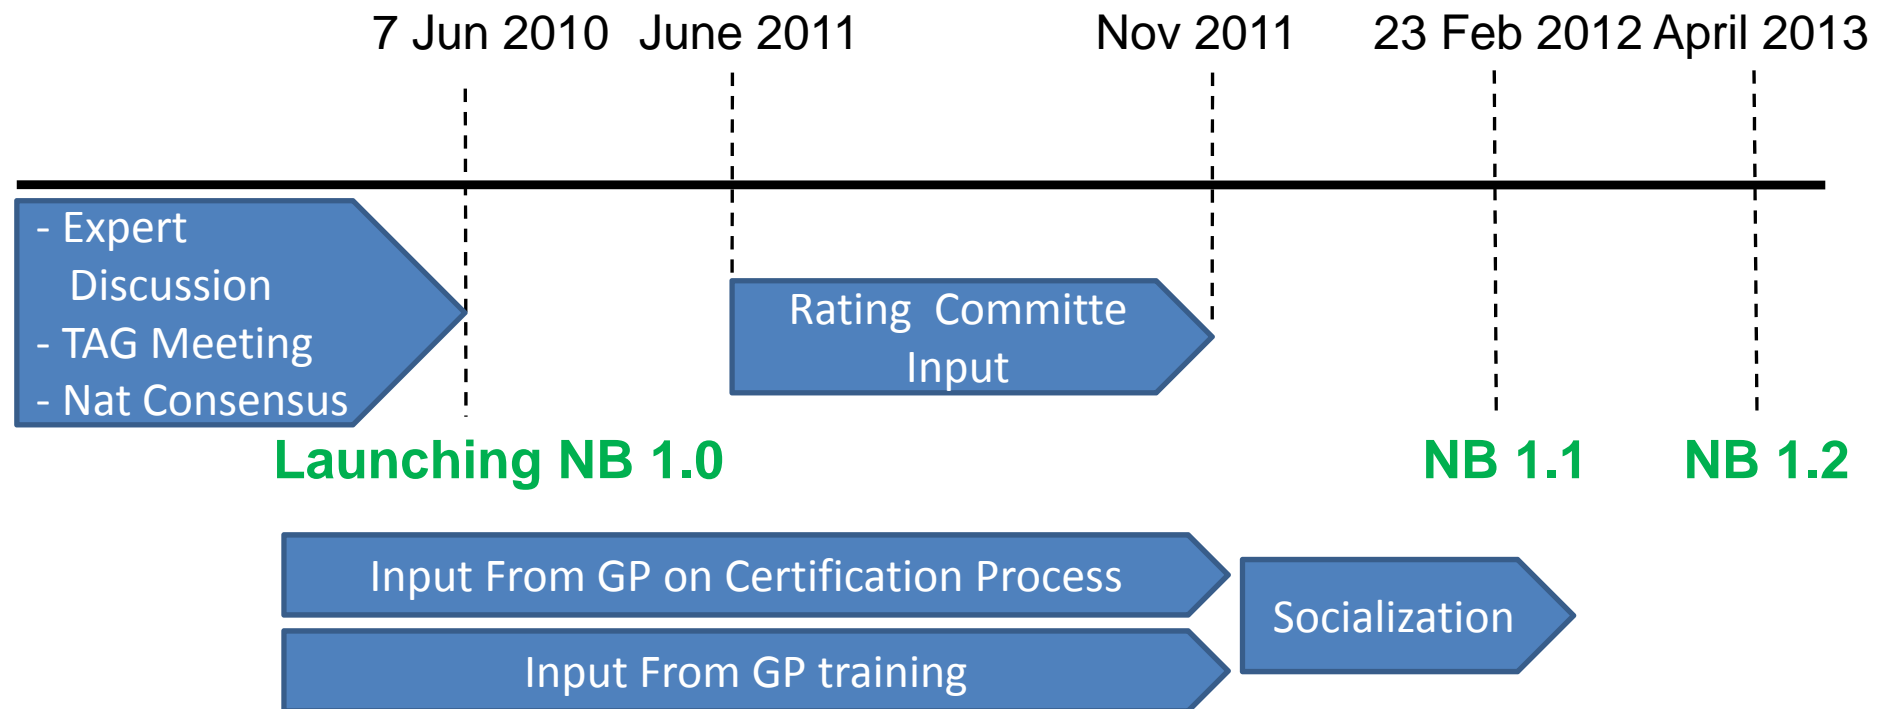 7 Jun 2010 June 2011 Nov 2011 23 Feb 2012 April 2013
- Expert
Discussion
- TAG Meeting
- Nat Consensus
Rating Committe
Input
Launching NB 1.0 NB 1.1 NB 1.2
Input From GP on Certification Process
Input From GP training
Socialization